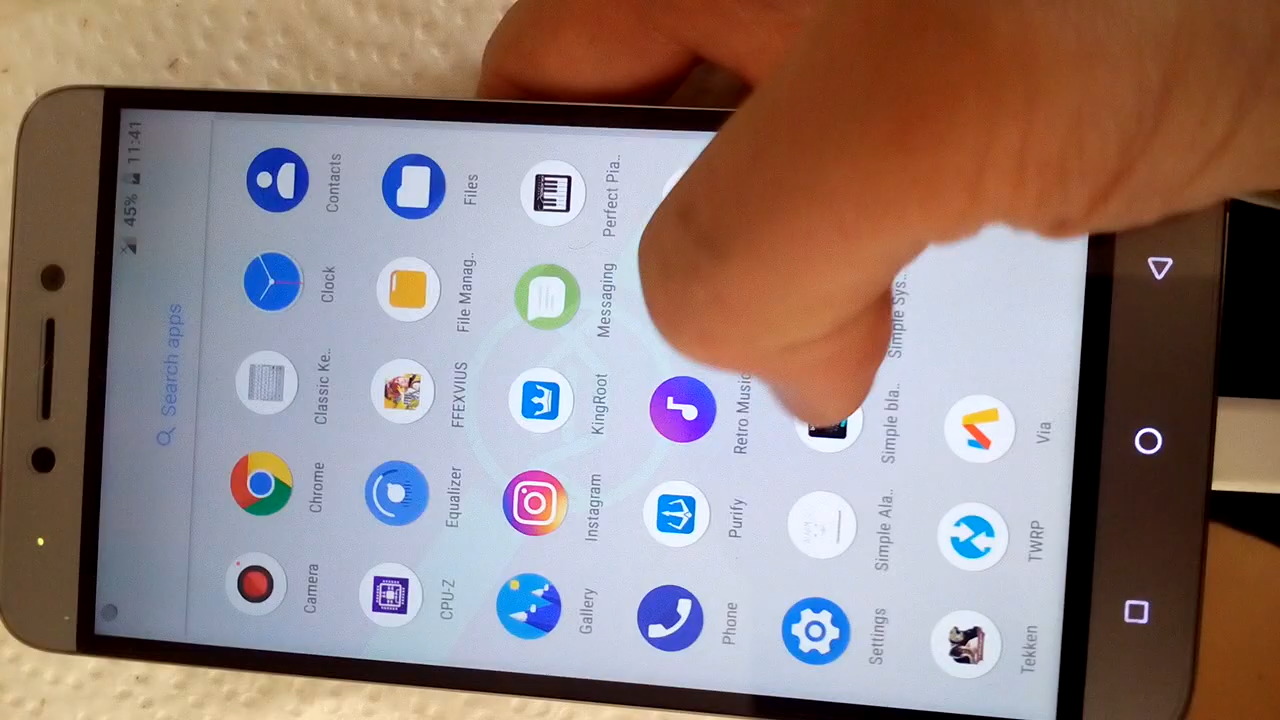 45% 11:41
Search apps
Camera Chrome Classic Ke.. Clock Contacts
CPU-Z Equalizer FFEXVIUS File Manag.. Files
Gallery Instagram KingRoot Messaging Perfect Pia..
Phone Purify Retro Music
Settings Simple Ala.. Simple bla.. Simple Sys..
Tekken TWRP Via